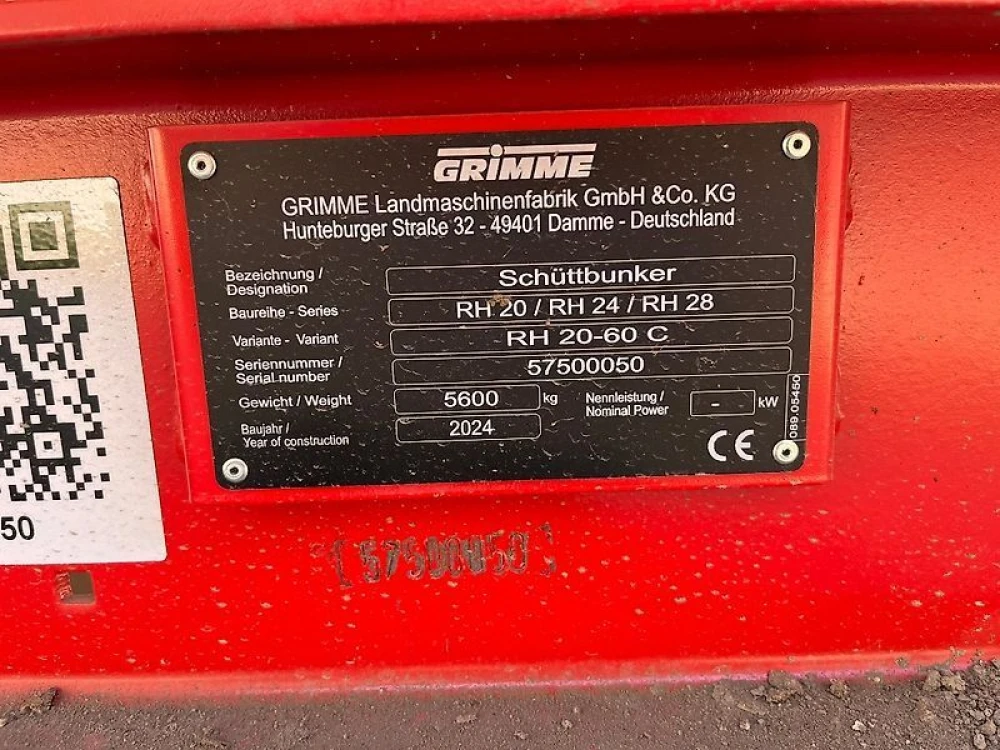 GRIMME
GRIMME Landmaschinenfabrik GmbH &Co. KG
Hunteburger Straße 32 - 49401 Damme - Deutschland
Bezeichnung / Designation Schüttbunker
Baureihe - Series RH 20 / RH 24 / RH 28
Variante - Variant RH 20-60 C
Seriennummer / Serial number 57500050
Gewicht / Weight 5600 kg Nennleistung / Nominal Power - kW
Baujahr / Year of construction 2024
CE
089.05450
50
[57500050]